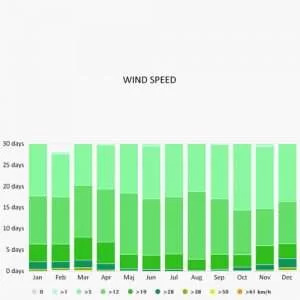 WIND SPEED
30 days
25 days
20 days
15 days
10 days
5 days
0 days
Jan Feb Mar Apr May Jun Jul Aug Sep Oct Nov Dec
0 >1 >5 >12 >19 >28 >38 >50 >61 km/h